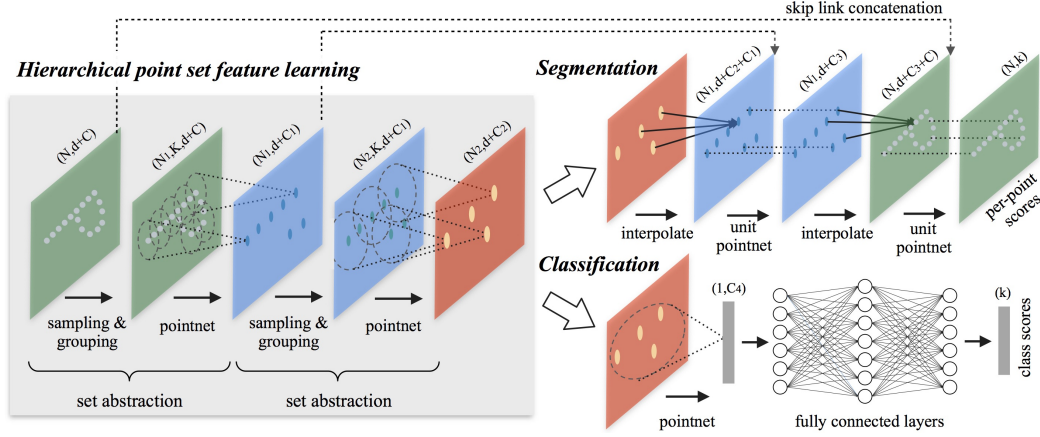 skip link concatenation
Hierarchical point set feature learning
(N,d+C)
(N1,K,d+C)
(N1,d+C1)
(N2,K,d+C1)
(N2,d+C2)
sampling &
grouping
pointnet
sampling &
grouping
pointnet
set abstraction
set abstraction
Segmentation
(N1,d+C2+C1)
(N1,d+C3)
(N,d+C3+C)
(N,k)
per-point
scores
interpolate
unit
pointnet
interpolate
unit
pointnet
Classification
(1,C4)
(k)
class scores
pointnet
fully connected layers